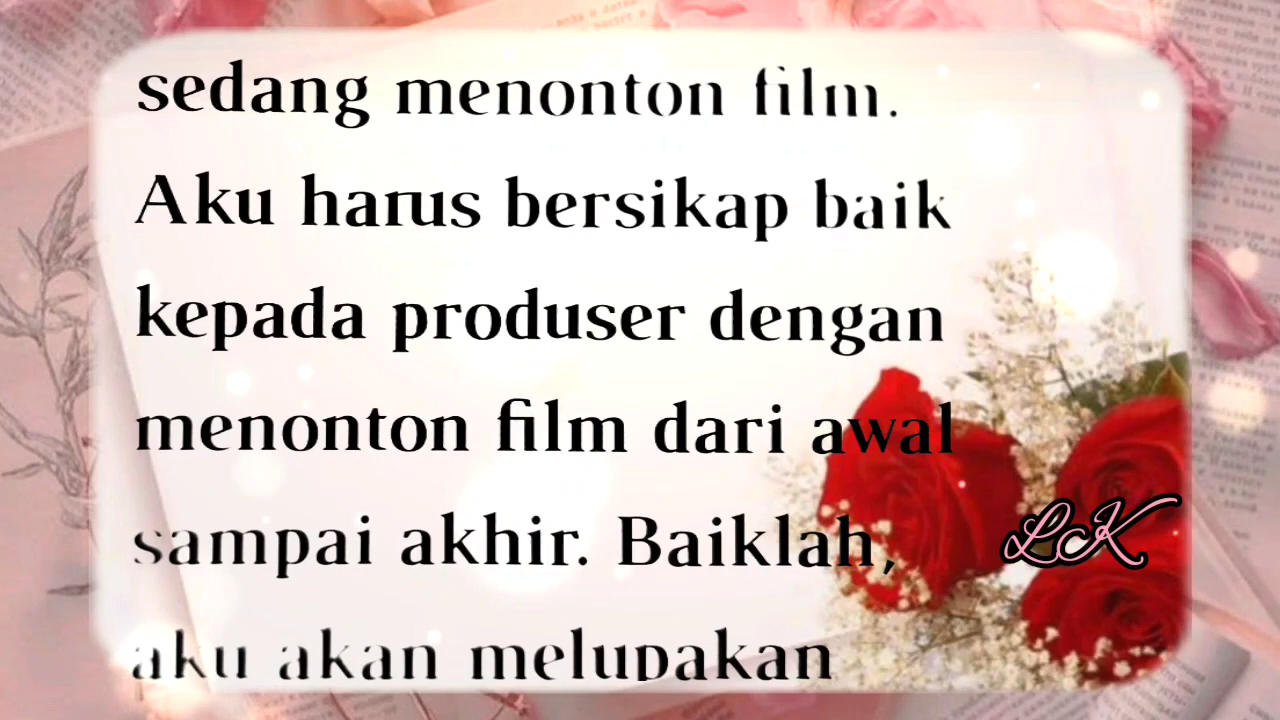 sedang menonton film.
Aku harus bersikap baik
kepada produser dengan
menonton film dari awal
sampai akhir. Baiklah,
LK
aku akan melupakan